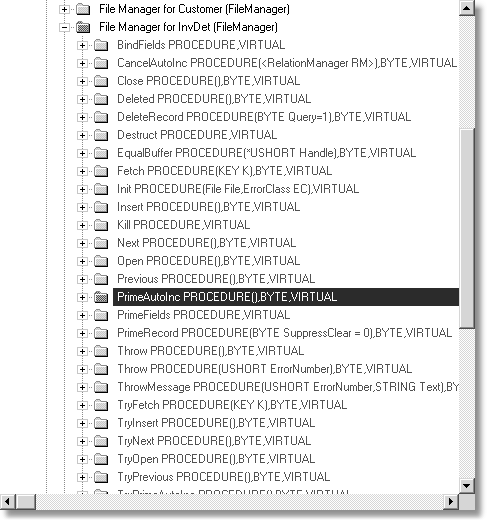 File Manager for Customer (FileManager)
File Manager for InvDet (FileManager)
BindFields PROCEDURE,VIRTUAL
CancelAutoInc PROCEDURE(<RelationManager RM>),BYTE,VIRTUAL
Close PROCEDURE(),BYTE,VIRTUAL
Deleted PROCEDURE(),BYTE,VIRTUAL
DeleteRecord PROCEDURE(BYTE Query=1),BYTE,VIRTUAL
Destruct PROCEDURE,VIRTUAL
EqualBuffer PROCEDURE(*USHORT Handle),BYTE,VIRTUAL
Fetch PROCEDURE(KEY K),BYTE,VIRTUAL
Init PROCEDURE(File File,ErrorClass EC),VIRTUAL
Insert PROCEDURE(),BYTE,VIRTUAL
Kill PROCEDURE,VIRTUAL
Next PROCEDURE(),BYTE,VIRTUAL
Open PROCEDURE(),BYTE,VIRTUAL
Previous PROCEDURE(),BYTE,VIRTUAL
PrimeAutoInc PROCEDURE(),BYTE,VIRTUAL
PrimeFields PROCEDURE,VIRTUAL
PrimeRecord PROCEDURE(BYTE SuppressClear = 0),BYTE,VIRTUAL
Throw PROCEDURE(),BYTE,VIRTUAL
Throw PROCEDURE(USHORT ErrorNumber),BYTE,VIRTUAL
ThrowMessage PROCEDURE(USHORT ErrorNumber,STRING Text),BY
TryFetch PROCEDURE(KEY K),BYTE,VIRTUAL
TryInsert PROCEDURE(),BYTE,VIRTUAL
TryNext PROCEDURE(),BYTE,VIRTUAL
TryOpen PROCEDURE(),BYTE,VIRTUAL
TryPrevious PROCEDURE(),BYTE,VIRTUAL
TryPrimeAutoInc PROCEDURE(),BYTE,VIRTUAL